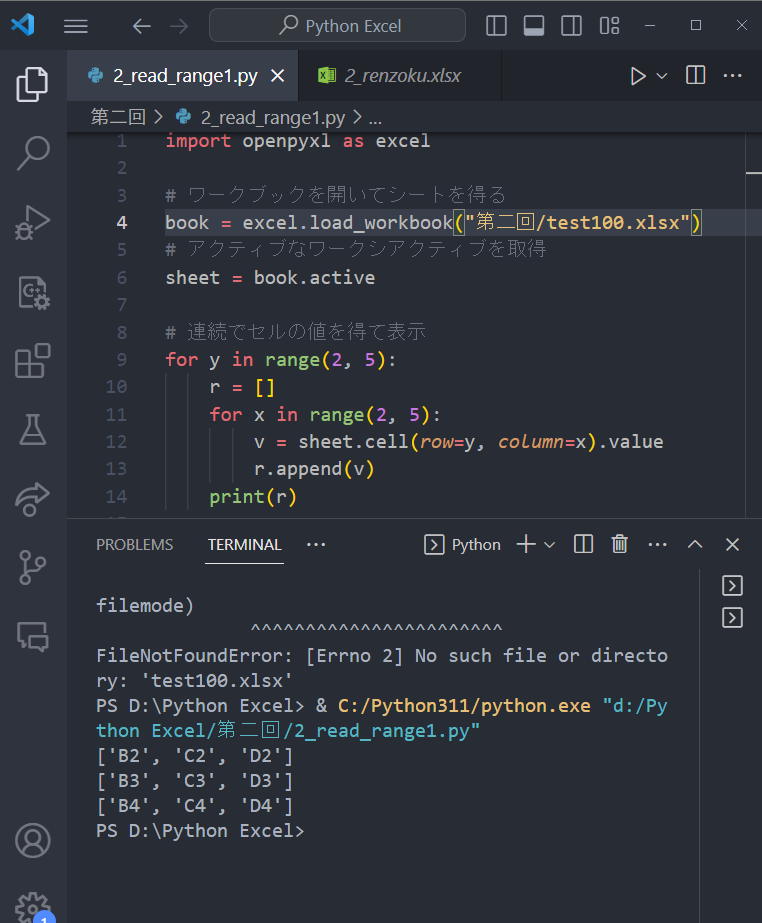 Python Excel
2_read_range1.py
2_renzoku.xlsx
第二回 > 2_read_range1.py > ...
1 import openpyxl as excel
2
3 # ワークブックを開いてシートを得る
4 book = excel.load_workbook("第二回/test100.xlsx")
5 # アクティブなワークシアクティブを取得
6 sheet = book.active
7
8 # 連続でセルの値を得て表示
9 for y in range(2, 5):
10 r = []
11 for x in range(2, 5):
12 v = sheet.cell(row=y, column=x).value
13 r.append(v)
14 print(r)
PROBLEMS TERMINAL ... Python
filemode)
^^^^^^^^^^^^^^^^^^^^^^^
FileNotFoundError: [Errno 2] No such file or directo
ry: 'test100.xlsx'
PS D:\Python Excel> & C:/Python311/python.exe "d:/Py
thon Excel/第二回/2_read_range1.py"
['B2', 'C2', 'D2']
['B3', 'C3', 'D3']
['B4', 'C4', 'D4']
PS D:\Python Excel>
1